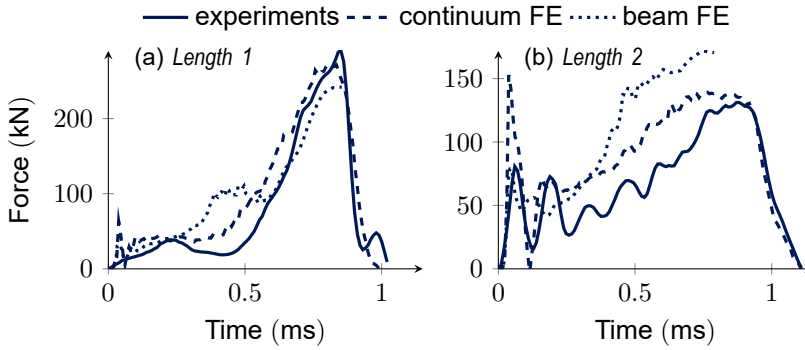 experiments continuum FE beam FE
(a) Length 1
Force (kN)
200
100
0
0 0.5 1
Time (ms)
(b) Length 2
150
100
50
0
0 0.5 1
Time (ms)